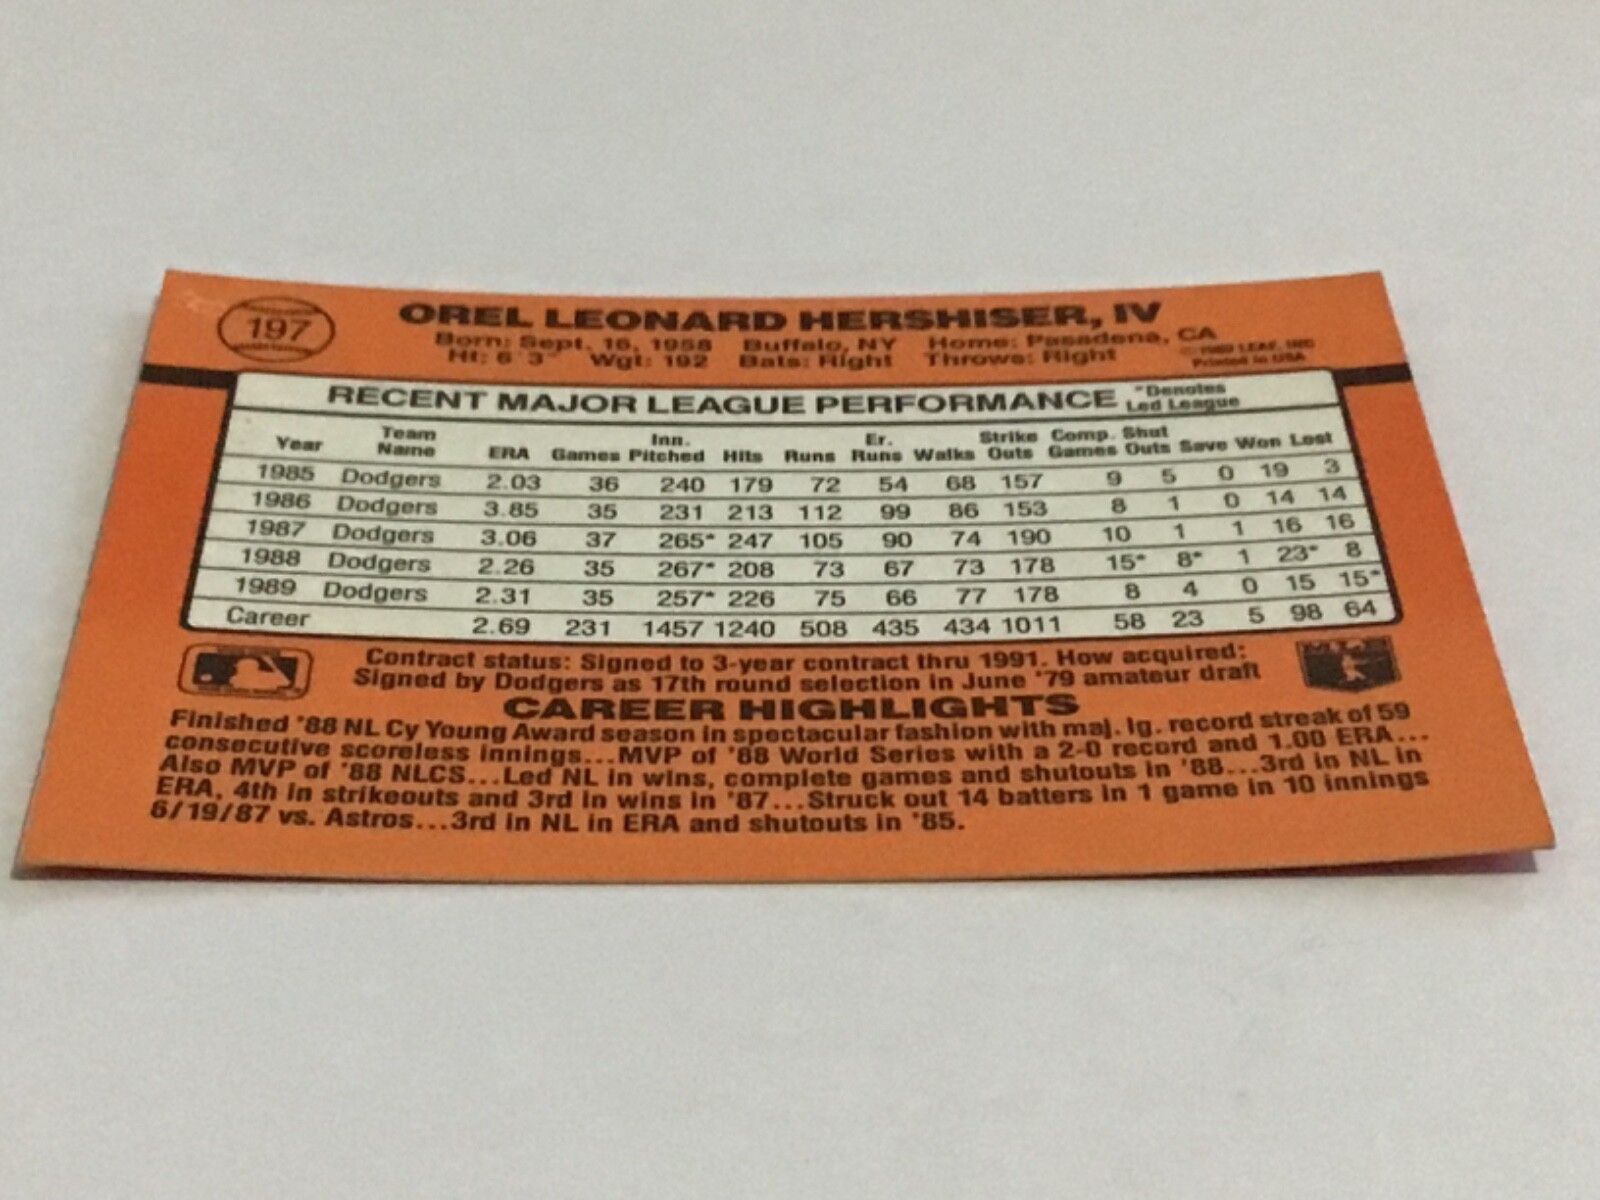 197
OREL LEONARD HERSHISER, IV
Born: Sept. 16, 1958 Buffalo, NY Home: Pasadena, CA
Ht: 6'3" Wgt: 192 Bats: Right Throws: Right
© 1989 LEAF, INC.
Printed in USA
RECENT MAJOR LEAGUE PERFORMANCE *Denotes Led League
Year Team Name ERA Games Inn. Pitched Hits Runs Er. Runs Walks Strike Outs Comp. Games Shut Outs Save Won Lost
1985 Dodgers 2.03 36 240 179 72 54 68 157 9 5 0 19 3
1986 Dodgers 3.85 35 231 213 112 99 86 153 8 1 0 14 14
1987 Dodgers 3.06 37 265* 247 105 90 74 190 10 1 1 16 16
1988 Dodgers 2.26 35 267* 208 73 67 73 178 15* 8* 1 23* 8
1989 Dodgers 2.31 35 257* 226 75 66 77 178 8 4 0 15 15*
Career 2.69 231 1457 1240 508 435 434 1011 58 23 5 98 64
Contract status: Signed to 3-year contract thru 1991. How acquired:
Signed by Dodgers as 17th round selection in June '79 amateur draft
CAREER HIGHLIGHTS
Finished '88 NL Cy Young Award season in spectacular fashion with maj. lg. record streak of 59
consecutive scoreless innings...MVP of '88 World Series with a 2-0 record and 1.00 ERA...
Also MVP of '88 NLCS...Led NL in wins, complete games and shutouts in '88...3rd in NL in
ERA, 4th in strikeouts and 3rd in wins in '87...Struck out 14 batters in 1 game in 10 innings
6/19/87 vs. Astros...3rd in NL in ERA and shutouts in '85.